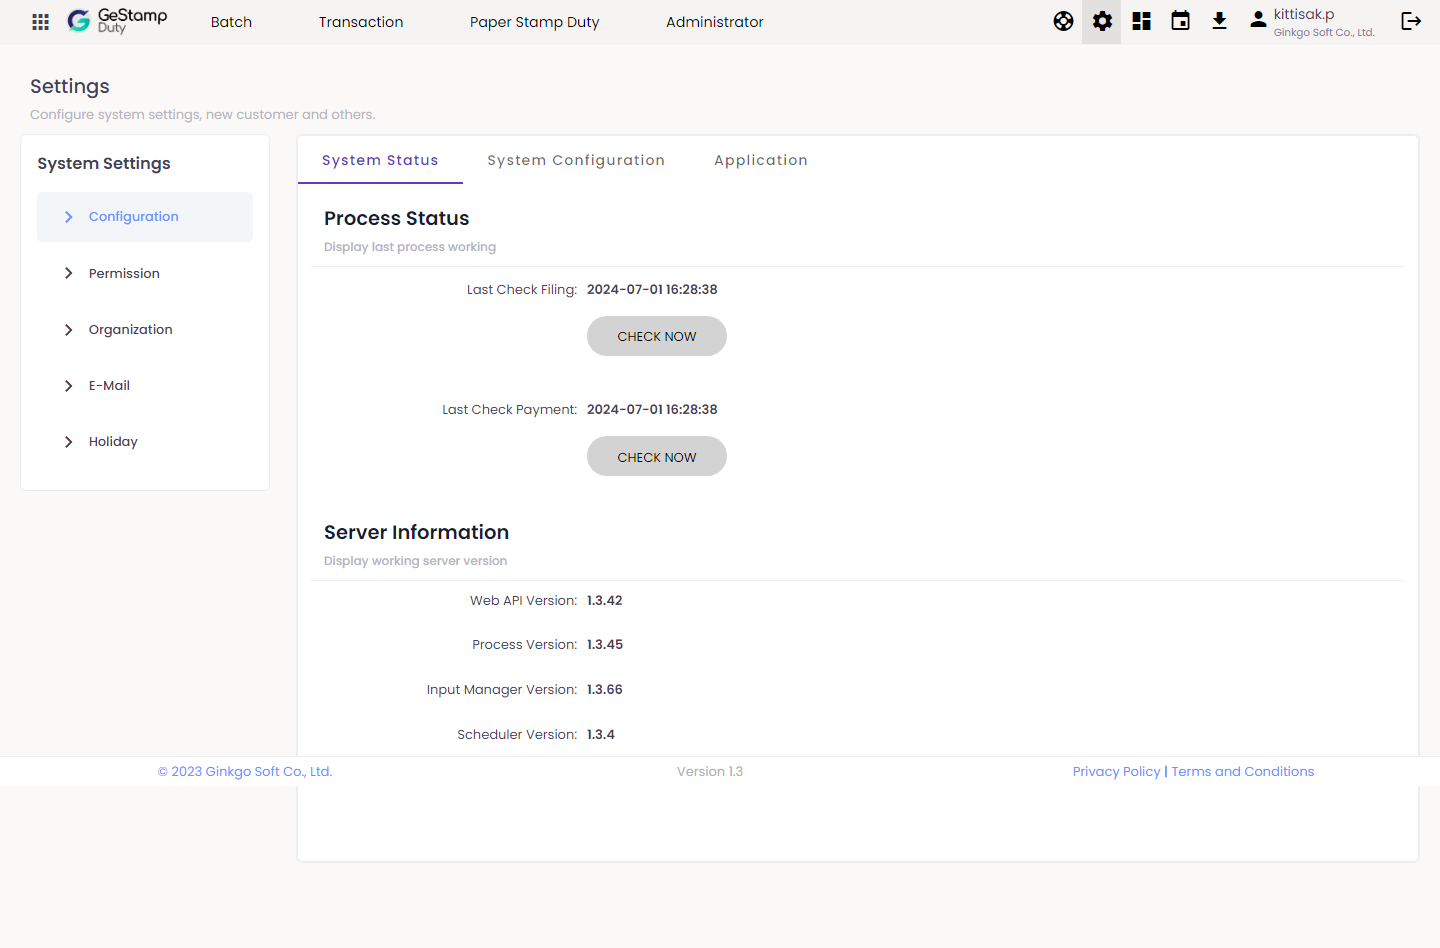 GeStamp
Duty
Batch
Transaction
Paper Stamp Duty
Administrator
kittisak.p
Ginkgo Soft Co., Ltd.
Settings
Configure system settings, new customer and others.
System Settings
Configuration
Permission
Organization
E-Mail
Holiday
System Status
System Configuration
Application
Process Status
Display last process working
Last Check Filing: 2024-07-01 16:28:38
CHECK NOW
Last Check Payment: 2024-07-01 16:28:38
CHECK NOW
Server Information
Display working server version
Web API Version: 1.3.42
Process Version: 1.3.45
Input Manager Version: 1.3.66
Scheduler Version: 1.3.4
© 2023 Ginkgo Soft Co., Ltd.
Version 1.3
Privacy Policy | Terms and Conditions